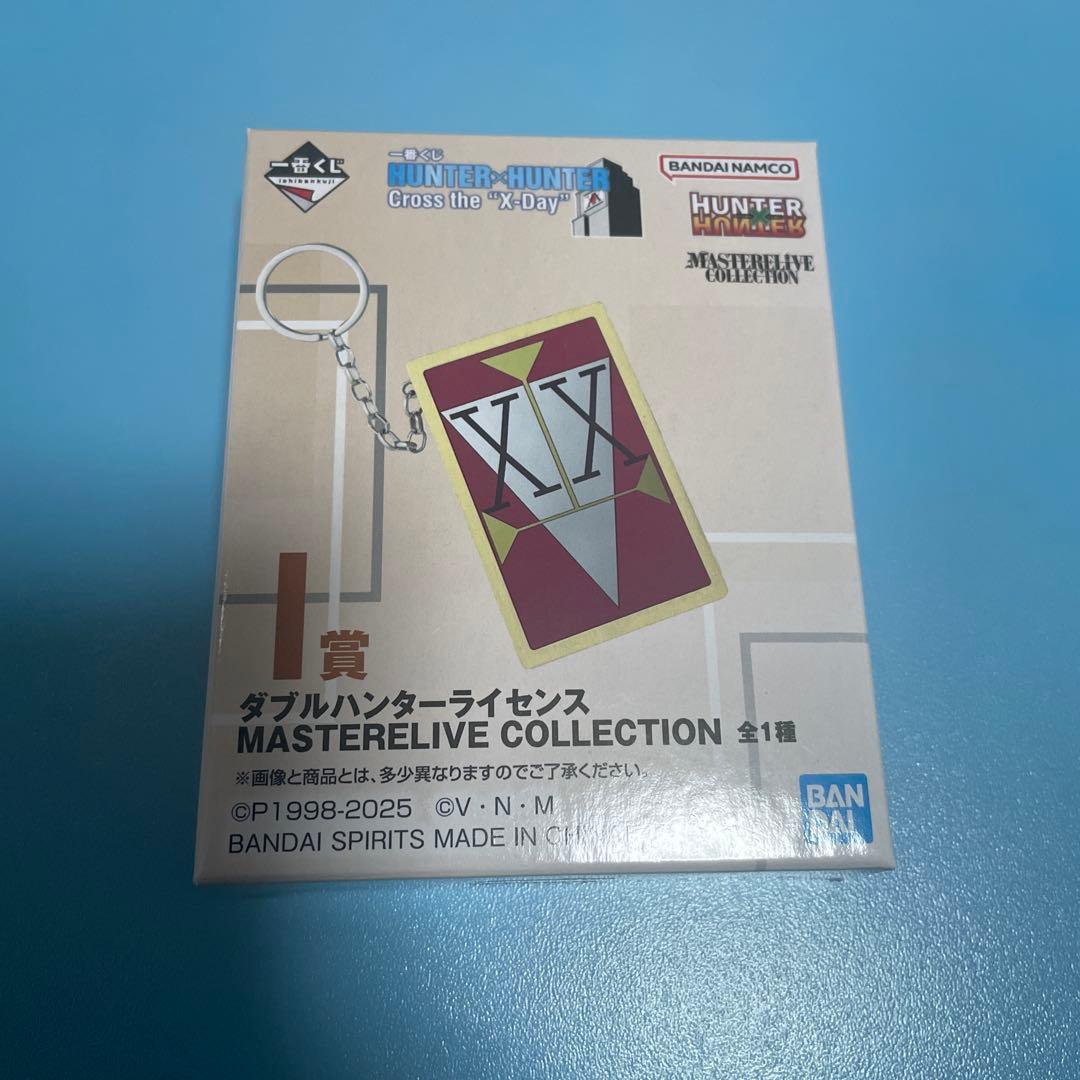 一番くじ
ichibankuji
一番くじ
HUNTER×HUNTER
Cross the "X-Day"
BANDAI NAMCO
HUNTER
×
HUNTER
MASTERELIVE
COLLECTION
X X
I賞
ダブルハンターライセンス
MASTERELIVE COLLECTION 全1種
※画像と商品とは、多少異なりますのでご了承ください。
©P1998-2025 ©V・N・M
BANDAI SPIRITS MADE IN
BAN
DAI